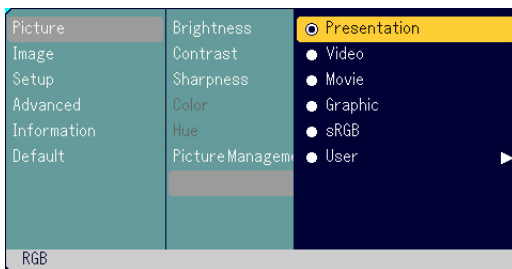 Picture
Image
Setup
Advanced
Information
Default
Brightness
Contrast
Sharpness
Color
Hue
Picture Managem
Presentation
Video
Movie
Graphic
sRGB
User
RGB